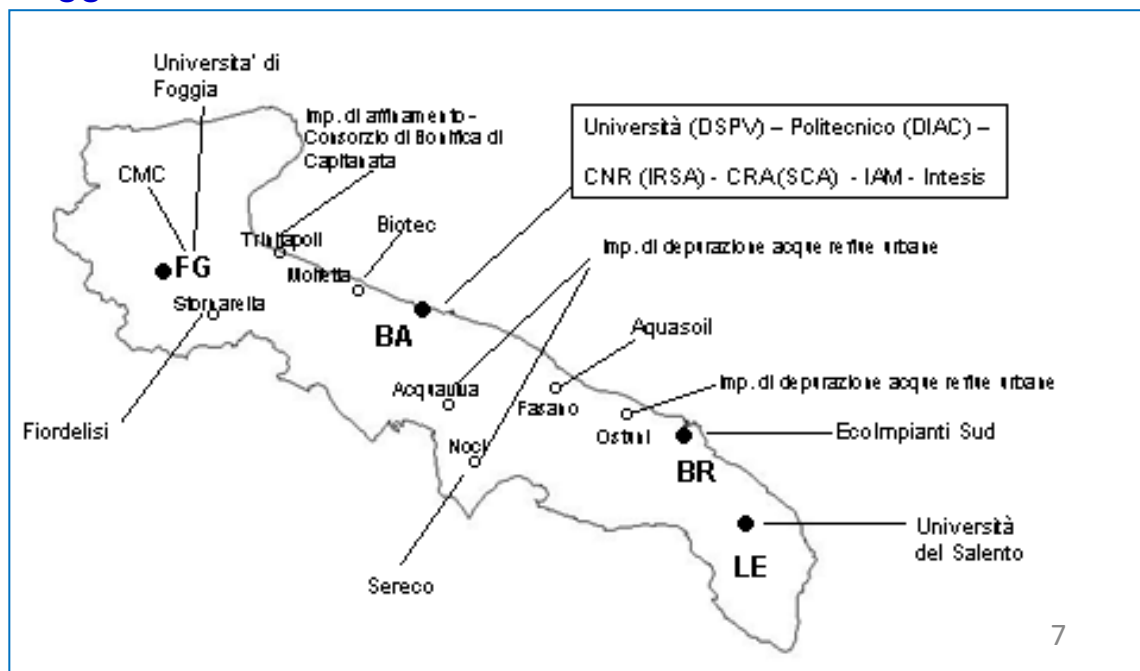 Universita' di
Foggia
CMC
Imp. di affinamento -
Consorzio di Bonifica di
Capitanata
Università (DSPV) – Politecnico (DIAC) –
CNR (IRSA) - CRA(SCA) - IAM - Intesis
Biotec
Trinitapoli
Imp. di depurazione acque reflue urbane
FG
Molfetta
Stornarella
BA
Aquasoil
Acquaviva
Fasano
Imp. di depurazione acque reflue urbane
Fiordelisi
Noci
Ostuni
EcoImpianti Sud
BR
Università
del Salento
Sereco
LE
7